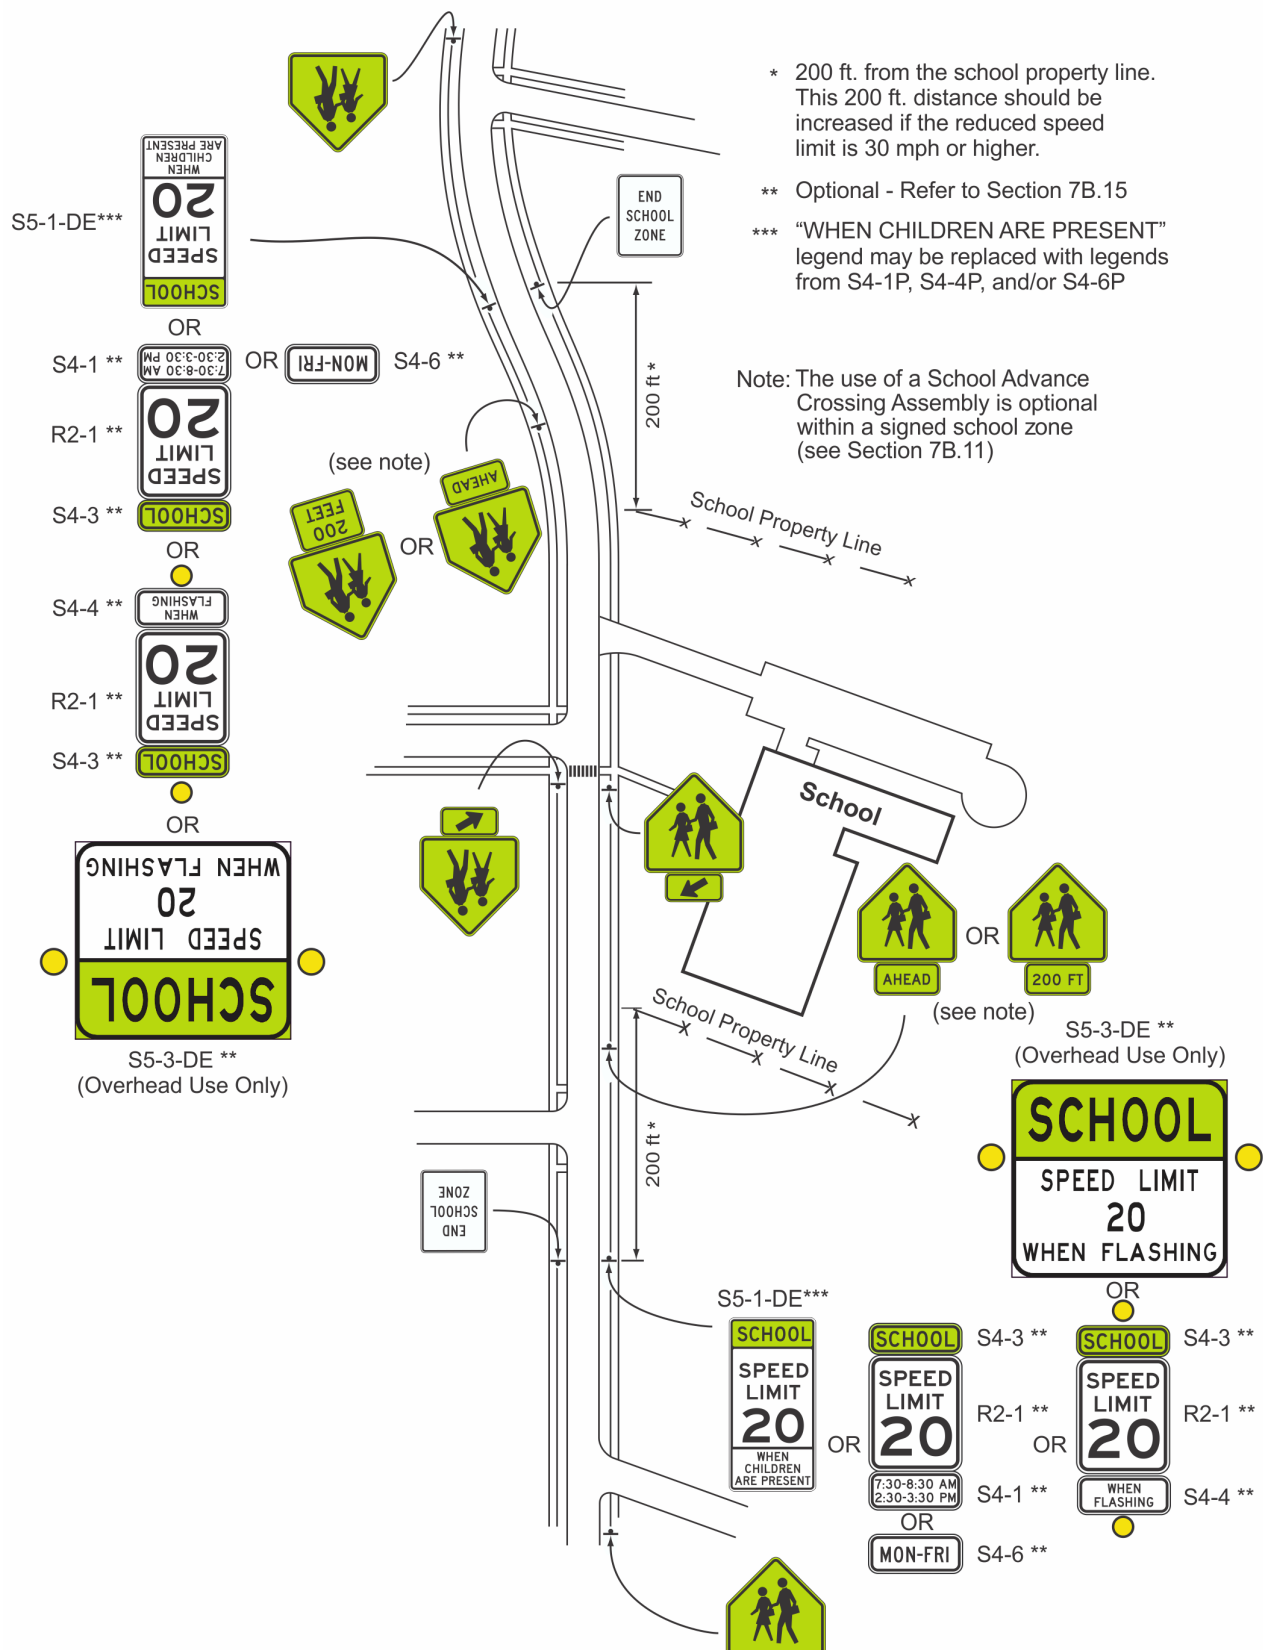 * 200 ft. from the school property line.
This 200 ft. distance should be
increased if the reduced speed
limit is 30 mph or higher.
** Optional - Refer to Section 7B.15
*** “WHEN CHILDREN ARE PRESENT”
legend may be replaced with legends
from S4-1P, S4-4P, and/or S4-6P
Note: The use of a School Advance
Crossing Assembly is optional
within a signed school zone
(see Section 7B.11)
S5-1-DE***
SCHOOL
SPEED
LIMIT
20
WHEN
CHILDREN
ARE PRESENT
OR
S4-1 **
7:30-8:30 AM
2:30-3:30 PM
OR
MON-FRI
S4-6 **
R2-1 **
SPEED
LIMIT
20
S4-3 **
SCHOOL
OR
S4-4 **
WHEN
FLASHING
R2-1 **
SPEED
LIMIT
20
S4-3 **
SCHOOL
OR
SCHOOL
SPEED LIMIT
20
WHEN FLASHING
S5-3-DE **
(Overhead Use Only)
END
SCHOOL
ZONE
200 ft *
(see note)
200
FEET
OR
AHEAD
School Property Line
School
AHEAD
OR
200 FT
(see note)
School Property Line
200 ft *
END
SCHOOL
ZONE
S5-3-DE **
(Overhead Use Only)
SCHOOL
SPEED LIMIT
20
WHEN FLASHING
OR
S5-1-DE***
SCHOOL
SPEED
LIMIT
20
WHEN
CHILDREN
ARE PRESENT
OR
SCHOOL
S4-3 **
SPEED
LIMIT
20
R2-1 **
7:30-8:30 AM
2:30-3:30 PM
S4-1 **
OR
MON-FRI
S4-6 **
OR
SCHOOL
S4-3 **
SPEED
LIMIT
20
R2-1 **
WHEN
FLASHING
S4-4 **